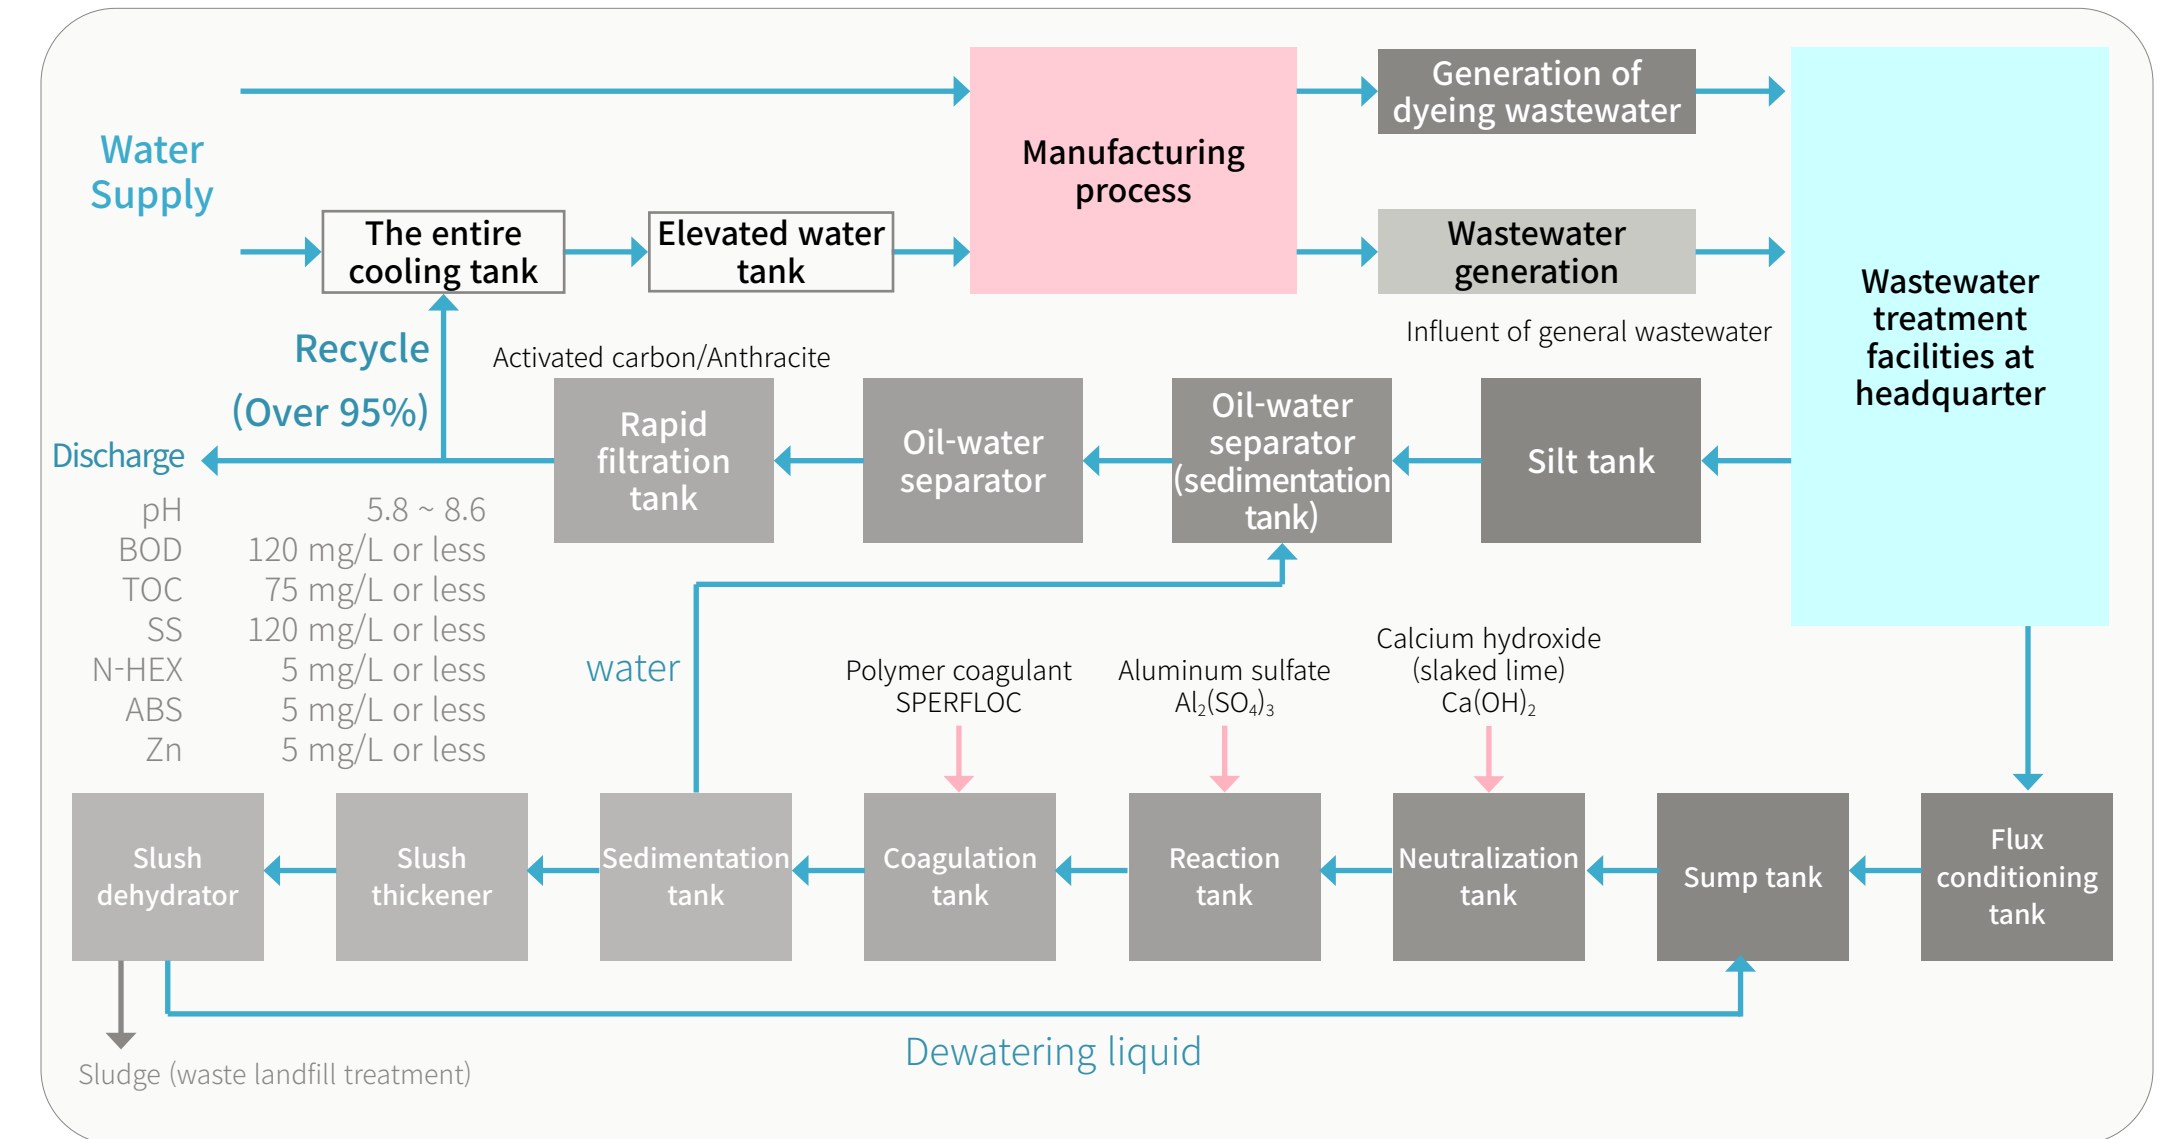 Water
Supply
Manufacturing
process
Generation of
dyeing wastewater
The entire
cooling tank
Elevated water
tank
Wastewater
generation
Wastewater
treatment
facilities at
headquarter
Influent of general wastewater
Recycle
(Over 95%)
Activated carbon/Anthracite
Discharge
Rapid
filtration
tank
Oil-water
separator
Oil-water
separator
(sedimentation
tank)
Silt tank
pH 5.8 ~ 8.6
BOD 120 mg/L or less
TOC 75 mg/L or less
SS 120 mg/L or less
N-HEX 5 mg/L or less
ABS 5 mg/L or less
Zn 5 mg/L or less
water
Polymer coagulant
SPERFLOC
Aluminum sulfate
Al₂(SO₄)₃
Calcium hydroxide
(slaked lime)
Ca(OH)₂
Slush
dehydrator
Slush
thickener
Sedimentation
tank
Coagulation
tank
Reaction
tank
Neutralization
tank
Sump tank
Flux
conditioning
tank
Dewatering liquid
Sludge (waste landfill treatment)